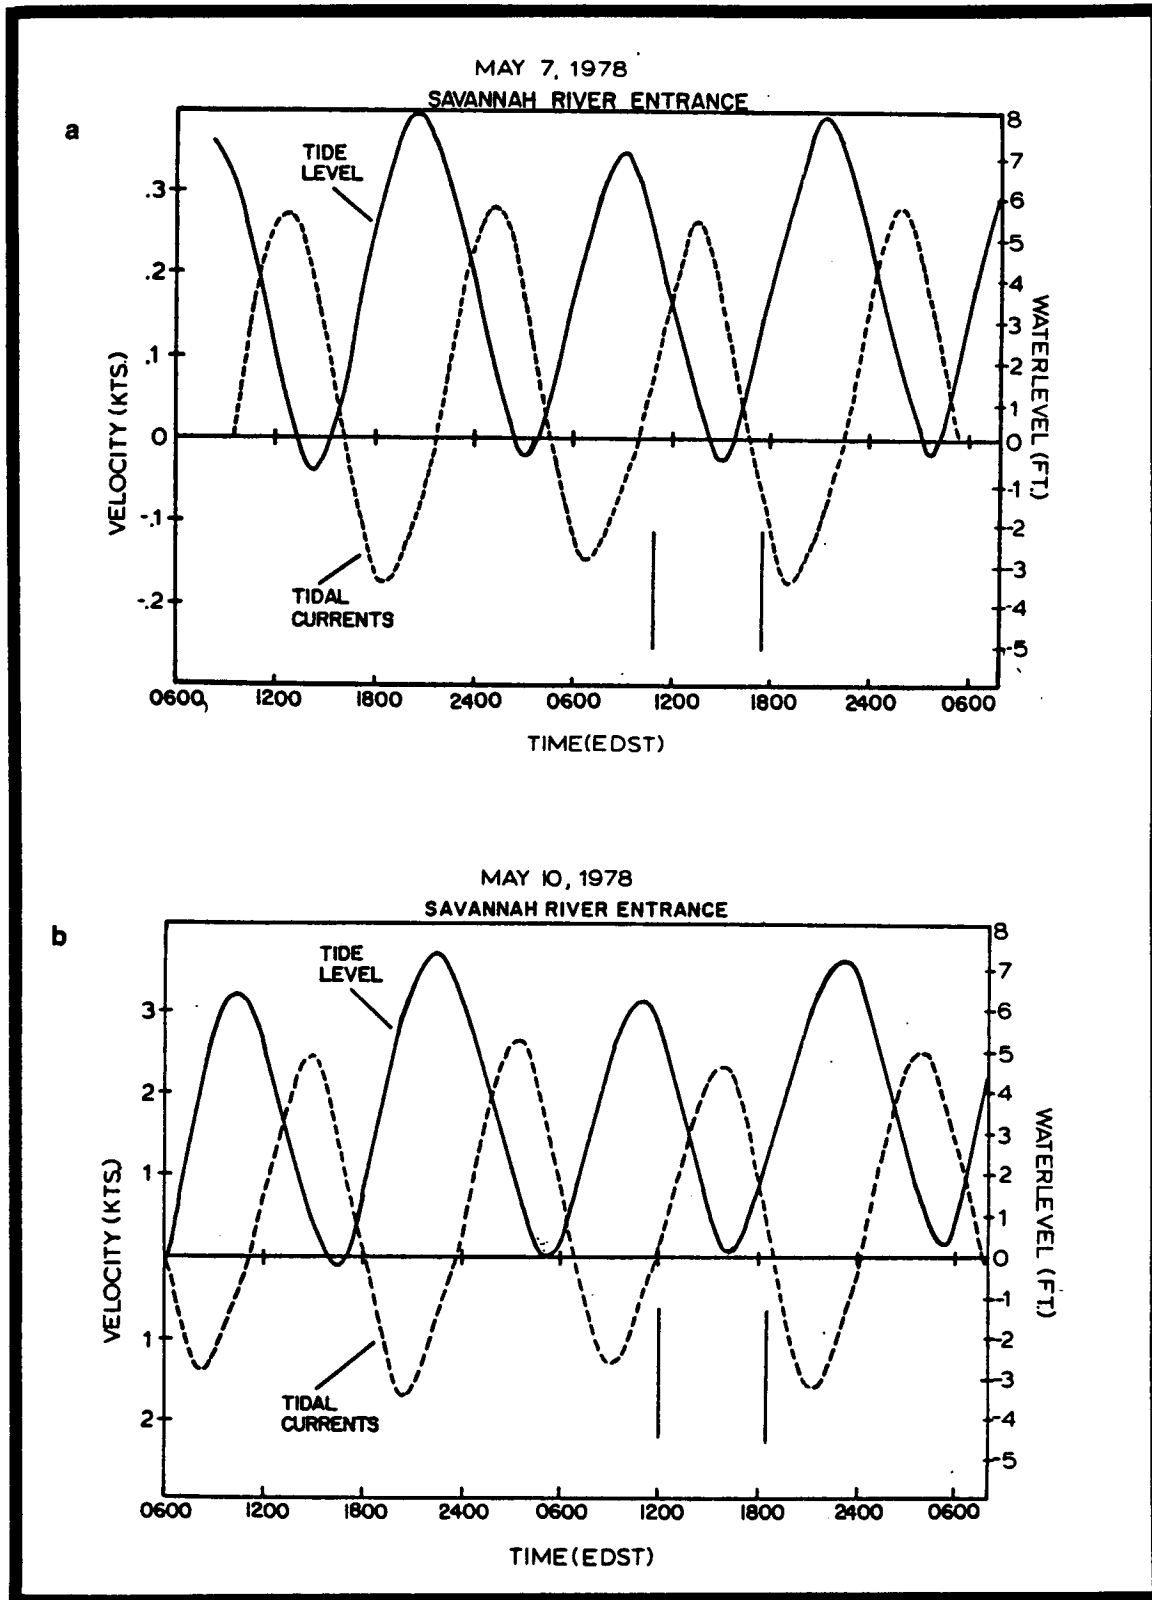 MAY 7, 1978
SAVANNAH RIVER ENTRANCE
a
TIDE
LEVEL
TIDAL
CURRENTS
VELOCITY (KTS.)
.3
.2
.1
0
-.1
-.2
8
7
6
5
4
3
2
1
0
-1
-2
-3
-4
-5
WATERLEVEL (FT.)
0600 1200 1800 2400 0600 1200 1800 2400 0600
TIME(EDST)
MAY 10, 1978
SAVANNAH RIVER ENTRANCE
b
TIDE
LEVEL
TIDAL
CURRENTS
VELOCITY (KTS.)
3
2
1
1
2
8
7
6
5
4
3
2
1
0
-1
-2
-3
-4
-5
WATERLEVEL (FT.)
0600 1200 1800 2400 0600 1200 1800 2400 0600
TIME(EDST)